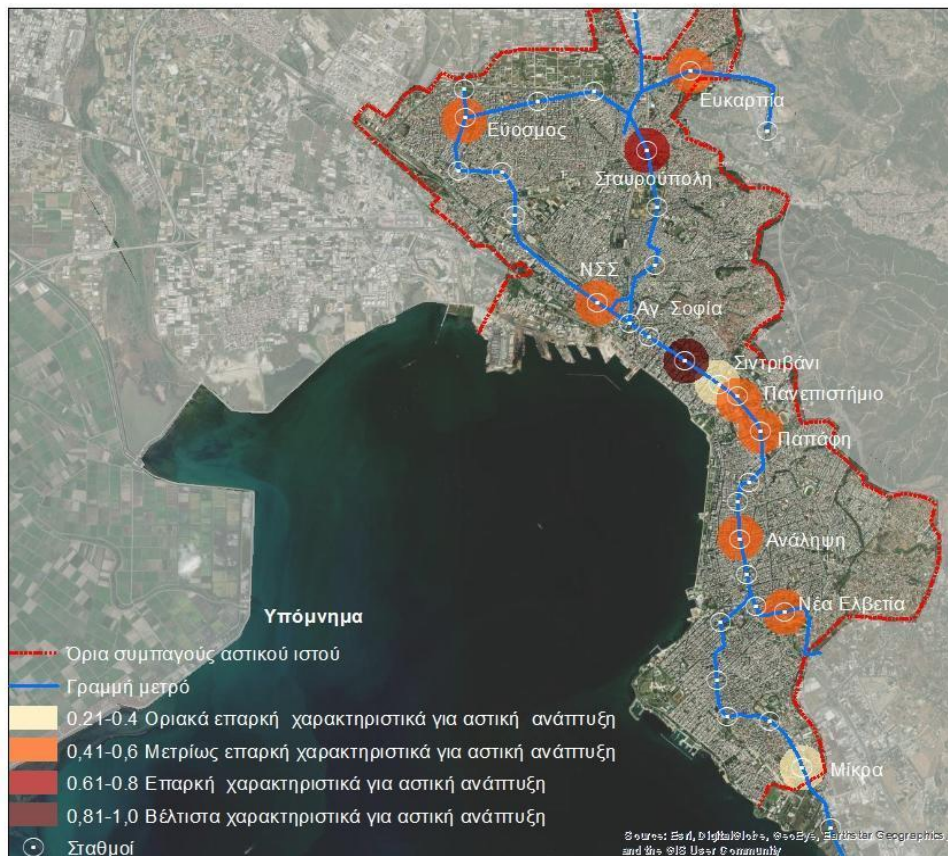 Ευκαρπία
Εύοσμος
Σταυρούπολη
ΝΣΣ
Αγ. Σοφία
Σιντριβάνι
Πανεπιστήμιο
Παπάφη
Ανάληψη
Νέα Ελβετία
Μίκρα
Υπόμνημα
Όρια συμπαγούς αστικού ιστού
Γραμμή μετρό
0,21-0.4 Οριακά επαρκή χαρακτηριστικά για αστική ανάπτυξη
0,41-0,6 Μετρίως επαρκή χαρακτηριστικά για αστική ανάπτυξη
0.61-0.8 Επαρκή χαρακτηριστικά για αστική ανάπτυξη
0,81-1,0 Βέλτιστα χαρακτηριστικά για αστική ανάπτυξη
Σταθμοί
Source: Esri, DigitalGlobe, GeoEye, Earthstar Geographics
and the GIS User Community